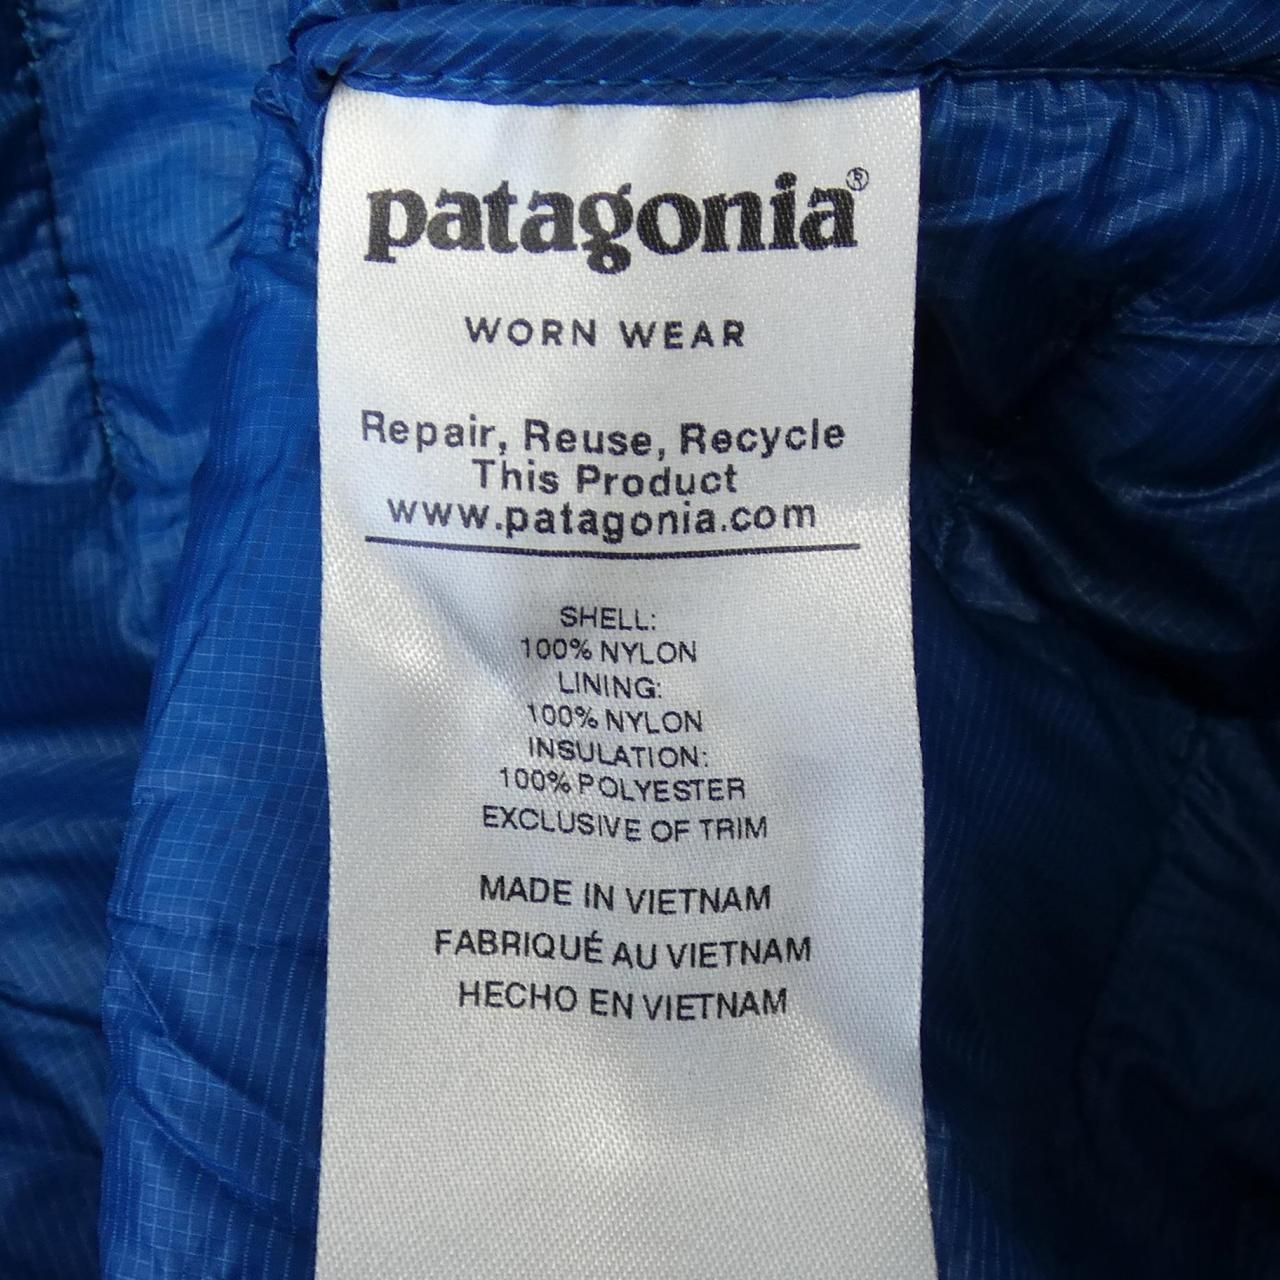 patagonia®
WORN WEAR
Repair, Reuse, Recycle
This Product
www.patagonia.com
SHELL:
100% NYLON
LINING:
100% NYLON
INSULATION:
100% POLYESTER
EXCLUSIVE OF TRIM
MADE IN VIETNAM
FABRIQUÉ AU VIETNAM
HECHO EN VIETNAM